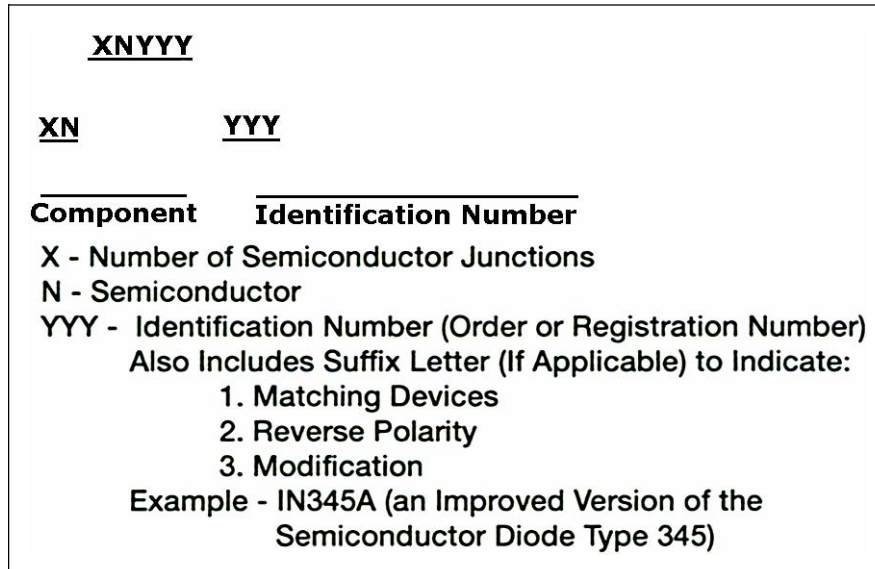 XNYYY
XN YYY
Component Identification Number
X - Number of Semiconductor Junctions
N - Semiconductor
YYY - Identification Number (Order or Registration Number)
Also Includes Suffix Letter (If Applicable) to Indicate:
1. Matching Devices
2. Reverse Polarity
3. Modification
Example - IN345A (an Improved Version of the
Semiconductor Diode Type 345)